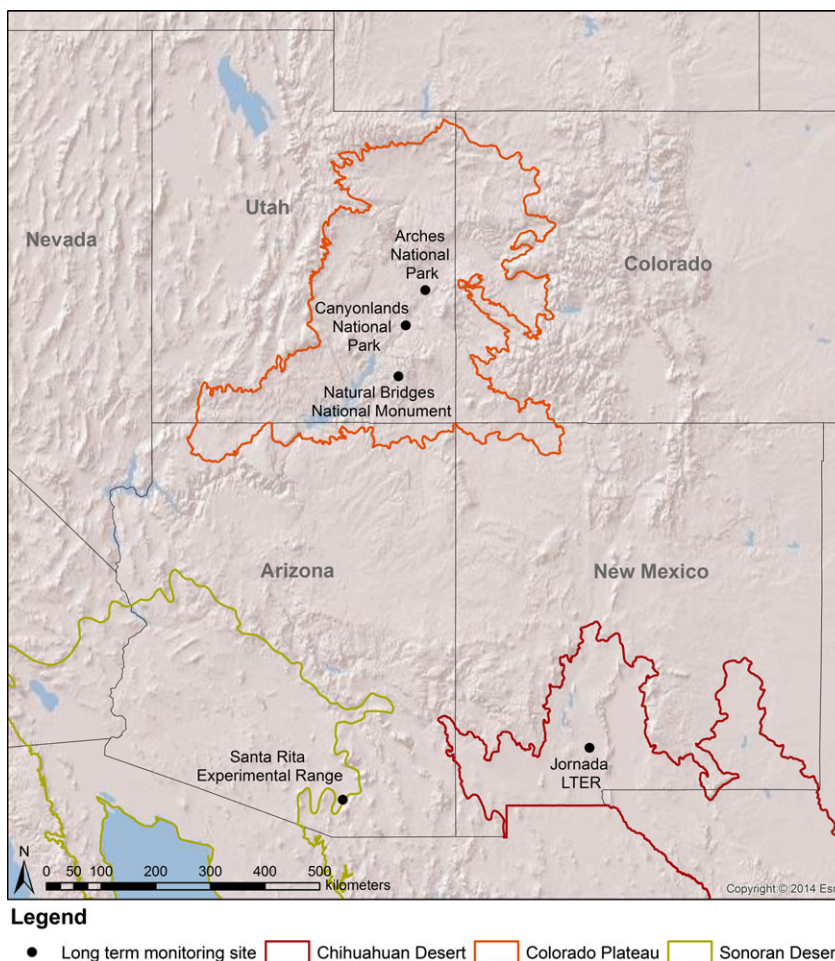 Utah
Nevada
Arches
National
Park
Colorado
Canyonlands
National
Park
Natural Bridges
National Monument
Arizona
New Mexico
Santa Rita
Experimental Range
Jornada
LTER
N
0 50 100 200 300 400 500
kilometers
Copyright:© 2014 Esr
Legend
Long term monitoring site Chihuahuan Desert Colorado Plateau Sonoran Deser